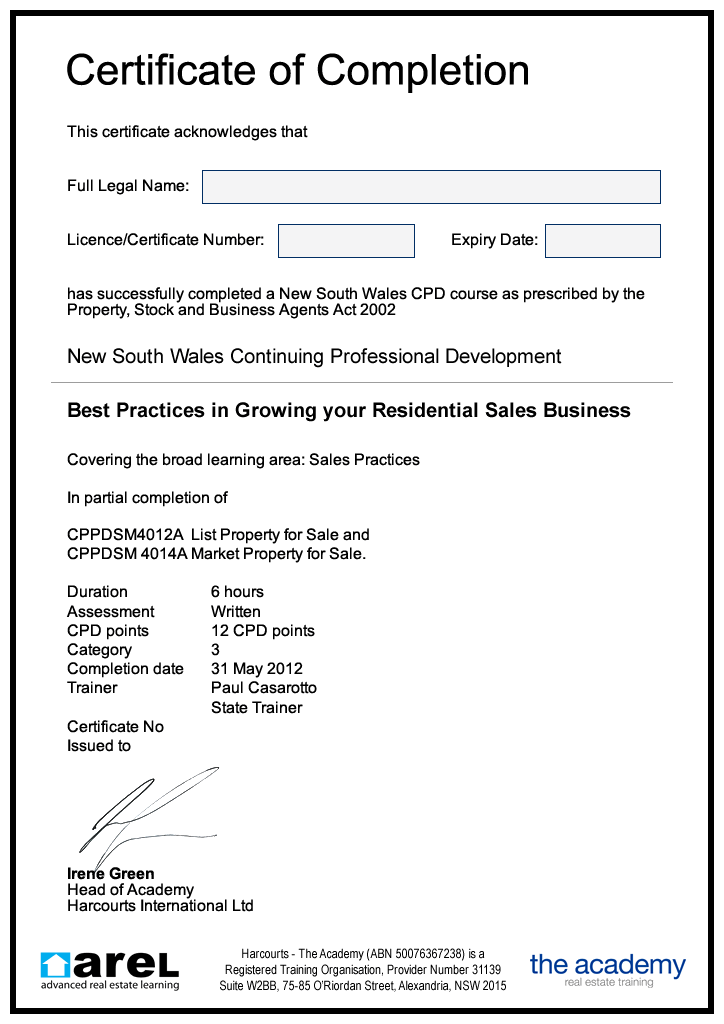 Certificate of Completion
This certificate acknowledges that
Full Legal Name:
Licence/Certificate Number: Expiry Date:
has successfully completed a New South Wales CPD course as prescribed by the
Property, Stock and Business Agents Act 2002
New South Wales Continuing Professional Development
Best Practices in Growing your Residential Sales Business
Covering the broad learning area: Sales Practices
In partial completion of
CPPDSM4012A List Property for Sale and
CPPDSM 4014A Market Property for Sale.
Duration 6 hours
Assessment Written
CPD points 12 CPD points
Category 3
Completion date 31 May 2012
Trainer Paul Casarotto
State Trainer
Certificate No
Issued to
Irene Green
Head of Academy
Harcourts International Ltd
areL
advanced real estate learning
Harcourts - The Academy (ABN 50076367238) is a
Registered Training Organisation, Provider Number 31139
Suite W2BB, 75-85 O'Riordan Street, Alexandria, NSW 2015
the academy
real estate training